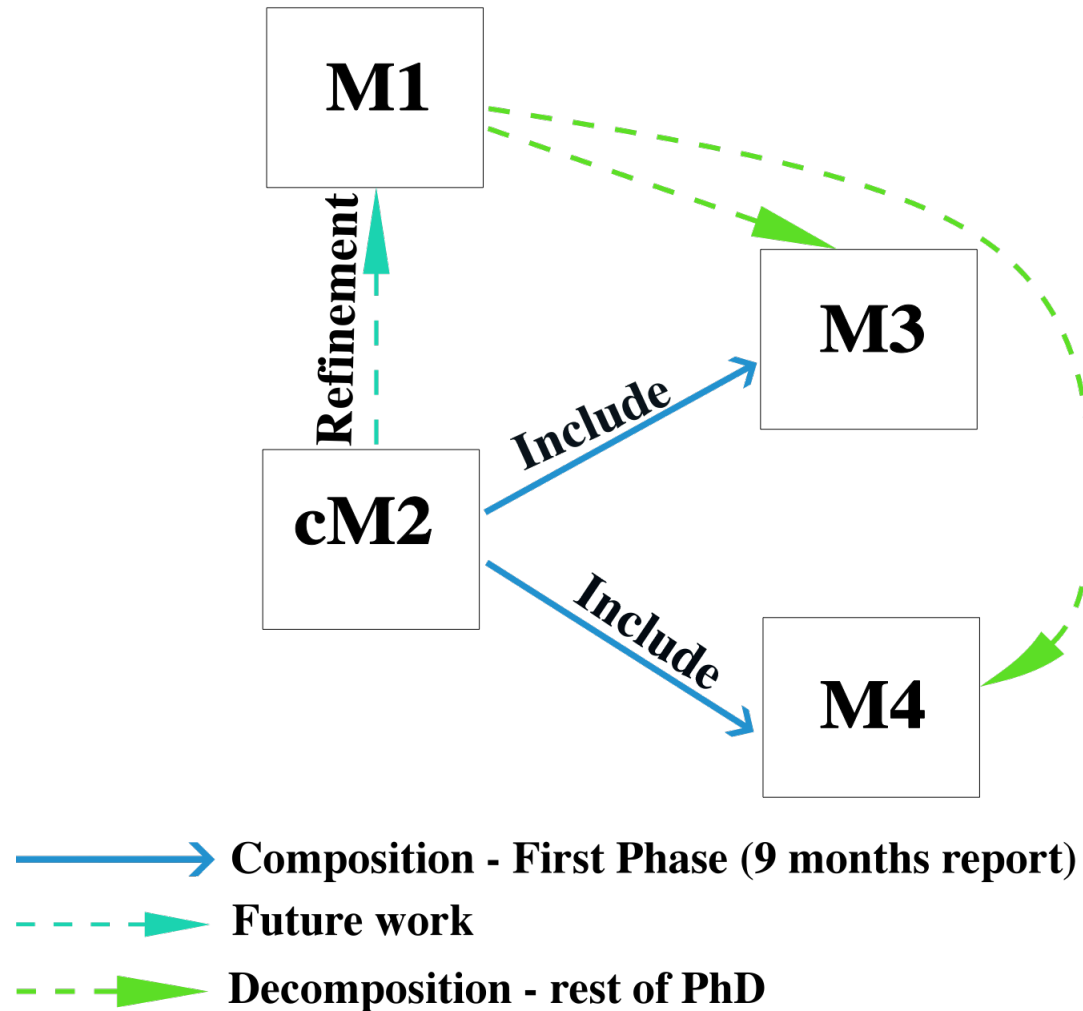 M1
Refinement
M3
Include
cM2
Include
M4
Composition - First Phase (9 months report)
Future work
Decomposition - rest of PhD